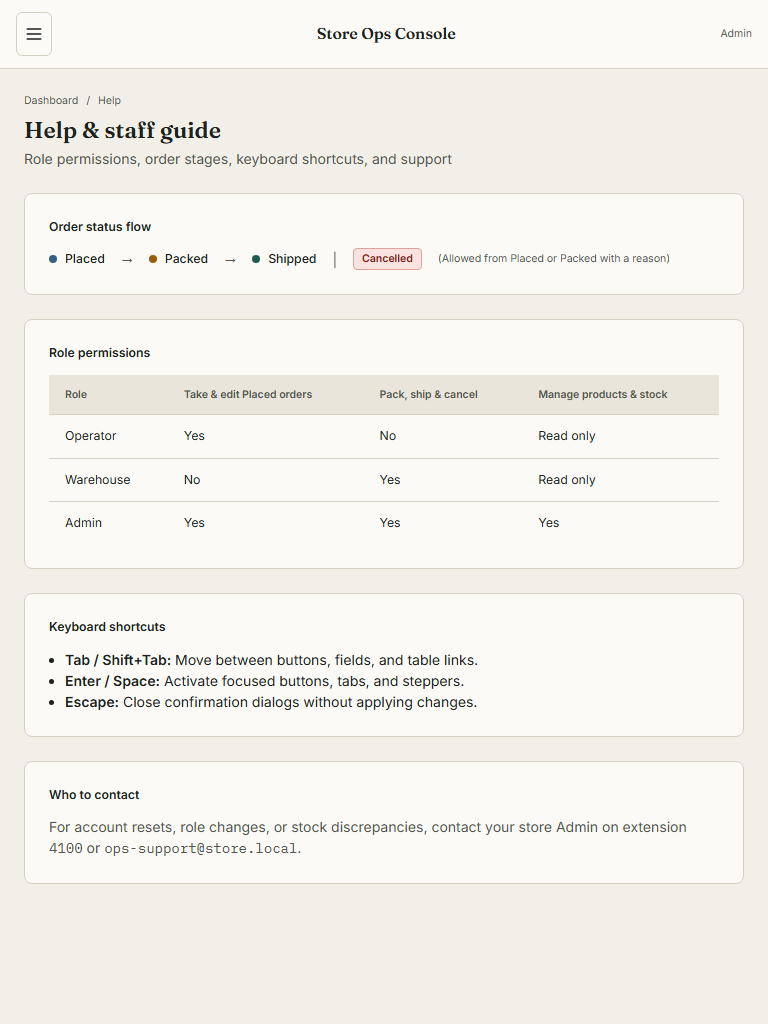 Store Ops Console
Admin
Dashboard / Help
Help & staff guide
Role permissions, order stages, keyboard shortcuts, and support
Order status flow
Placed → Packed → Shipped | Cancelled (Allowed from Placed or Packed with a reason)
Role permissions
Role Take & edit Placed orders Pack, ship & cancel Manage products & stock
Operator Yes No Read only
Warehouse No Yes Read only
Admin Yes Yes Yes
Keyboard shortcuts
• Tab / Shift+Tab: Move between buttons, fields, and table links.
• Enter / Space: Activate focused buttons, tabs, and steppers.
• Escape: Close confirmation dialogs without applying changes.
Who to contact
For account resets, role changes, or stock discrepancies, contact your store Admin on extension
4100 or ops-support@store.local.